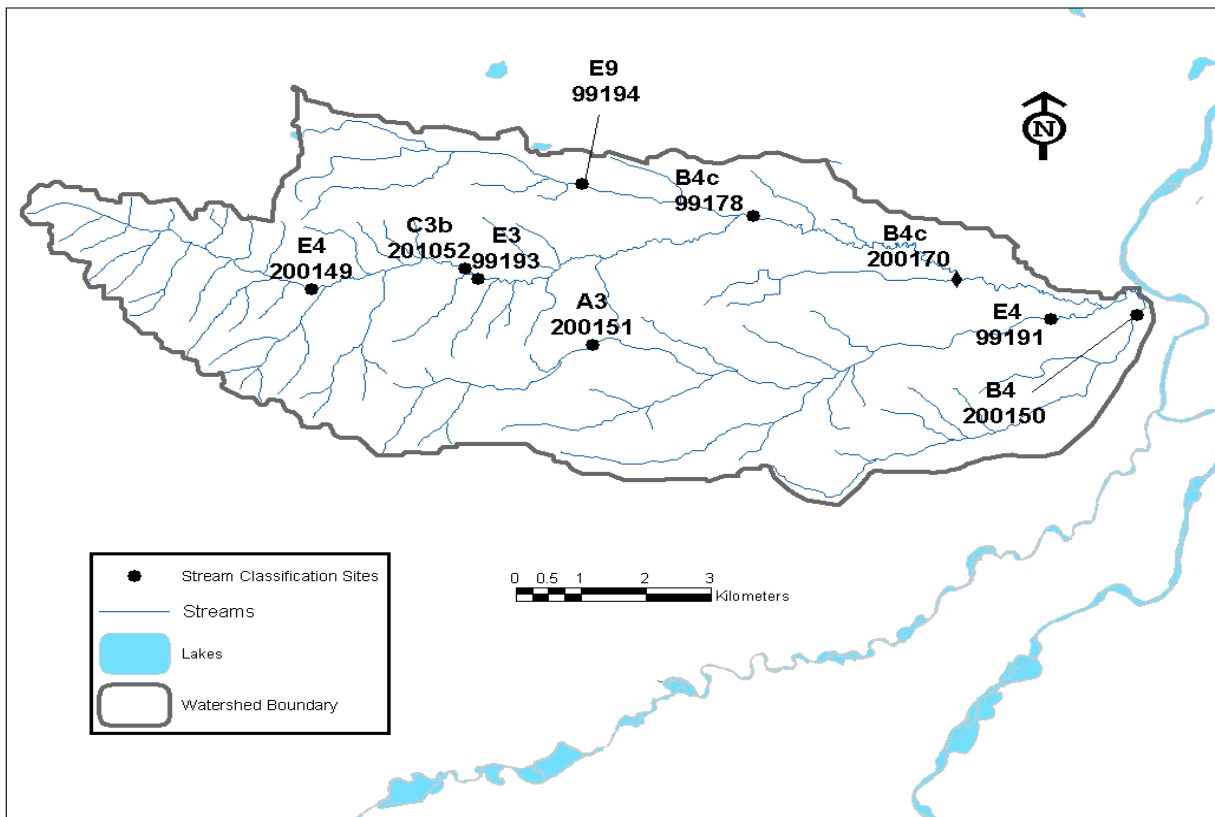 E9
99194
N
B4c
99178
C3b
201052
E3
99193
B4c
200170
E4
200149
A3
200151
E4
99191
B4
200150
Stream Classification Sites
Streams
Lakes
Watershed Boundary
0 0.5 1 2 3
Kilometers